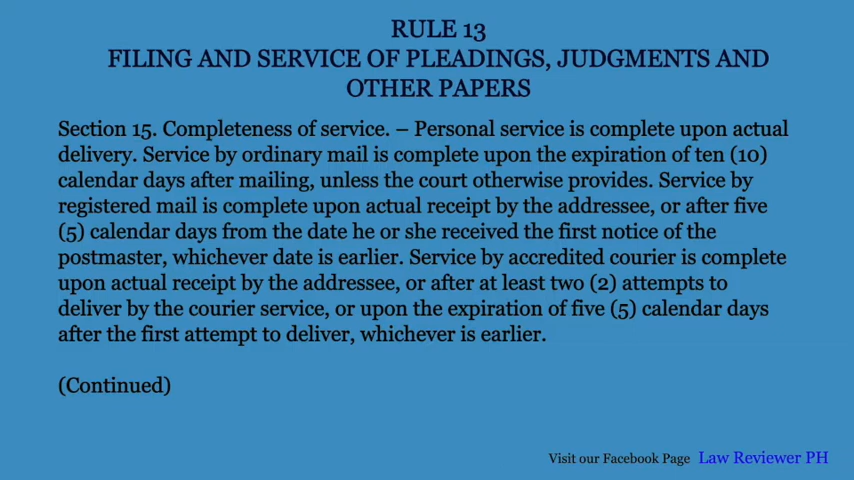 RULE 13
FILING AND SERVICE OF PLEADINGS, JUDGMENTS AND
OTHER PAPERS
Section 15. Completeness of service. – Personal service is complete upon actual
delivery. Service by ordinary mail is complete upon the expiration of ten (10)
calendar days after mailing, unless the court otherwise provides. Service by
registered mail is complete upon actual receipt by the addressee, or after five
(5) calendar days from the date he or she received the first notice of the
postmaster, whichever date is earlier. Service by accredited courier is complete
upon actual receipt by the addressee, or after at least two (2) attempts to
deliver by the courier service, or upon the expiration of five (5) calendar days
after the first attempt to deliver, whichever is earlier.
(Continued)
Visit our Facebook Page Law Reviewer PH